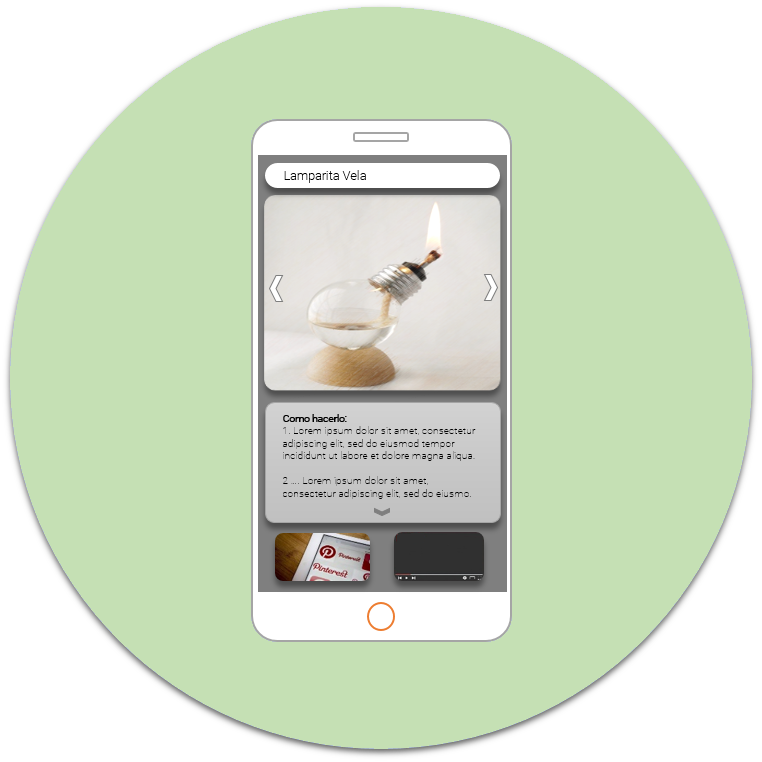 Lamparita Vela
Como hacerlo:
1. Lorem ipsum dolor sit amet, consectetur
adipiscing elit, sed do eiusmod tempor
incididunt ut labore et dolore magna aliqua.
2 .... Lorem ipsum dolor sit amet,
consectetur adipiscing elit, sed do eiusmo.
Pinterest
Pinterest